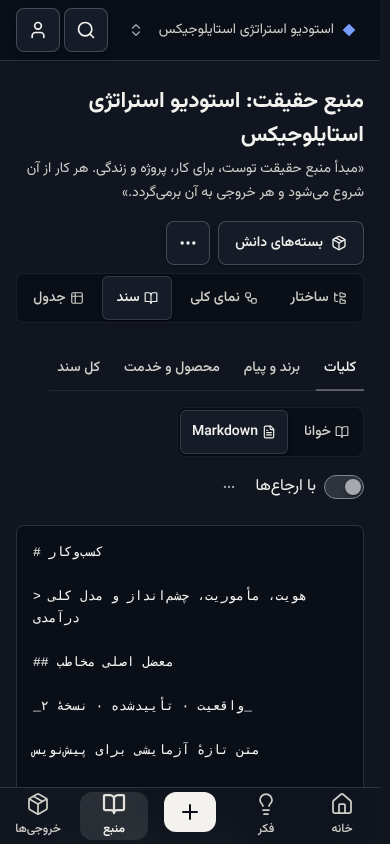 استودیو استراتژی استایلوجیکس
منبع حقیقت: استودیو استراتژی
استایلوجیکس
«مبدأ منبع حقیقت توست، برای کار، پروژه و زندگی. هر کار از آن
شروع می‌شود و هر خروجی به آن برمی‌گردد.»
بسته‌های دانش
ساختار نمای کلی سند جدول
کلیات برند و پیام محصول و خدمت کل سند
خوانا Markdown
با ارجاع‌ها ...
# کسب‌وکار
> هویت، مأموریت، چشم‌انداز و مدل کلی
درآمدی
## معضل اصلی مخاطب
_واقعیت · تأییدشده · نسخهٔ ۲_
متن تازهٔ آزمایشی برای پیش‌نویس
خانه فکر + منبع خروجی‌ها